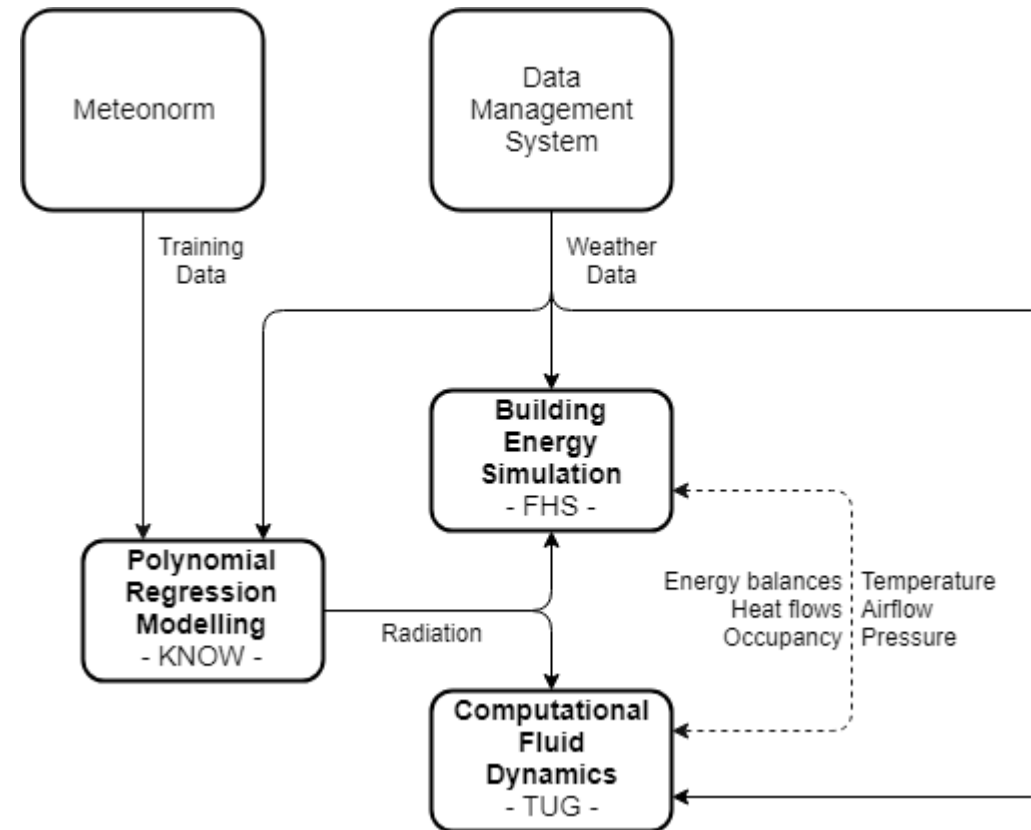 Meteonorm
Data
Management
System
Training
Data
Weather
Data
Building
Energy
Simulation
- FHS -
Polynomial
Regression
Modelling
- KNOW -
Radiation
Energy balances
Heat flows
Occupancy
Temperature
Airflow
Pressure
Computational
Fluid
Dynamics
- TUG -